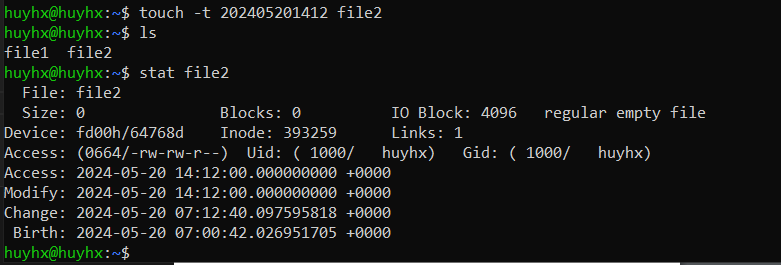 huyhx@huyhx:~$ touch -t 202405201412 file2
huyhx@huyhx:~$ ls
file1  file2
huyhx@huyhx:~$ stat file2
  File: file2
  Size: 0               Blocks: 0          IO Block: 4096   regular empty file
Device: fd00h/64768d    Inode: 393259      Links: 1
Access: (0664/-rw-rw-r--)  Uid: ( 1000/   huyhx)   Gid: ( 1000/   huyhx)
Access: 2024-05-20 14:12:00.000000000 +0000
Modify: 2024-05-20 14:12:00.000000000 +0000
Change: 2024-05-20 07:12:40.097595818 +0000
 Birth: 2024-05-20 07:00:42.026951705 +0000
huyhx@huyhx:~$